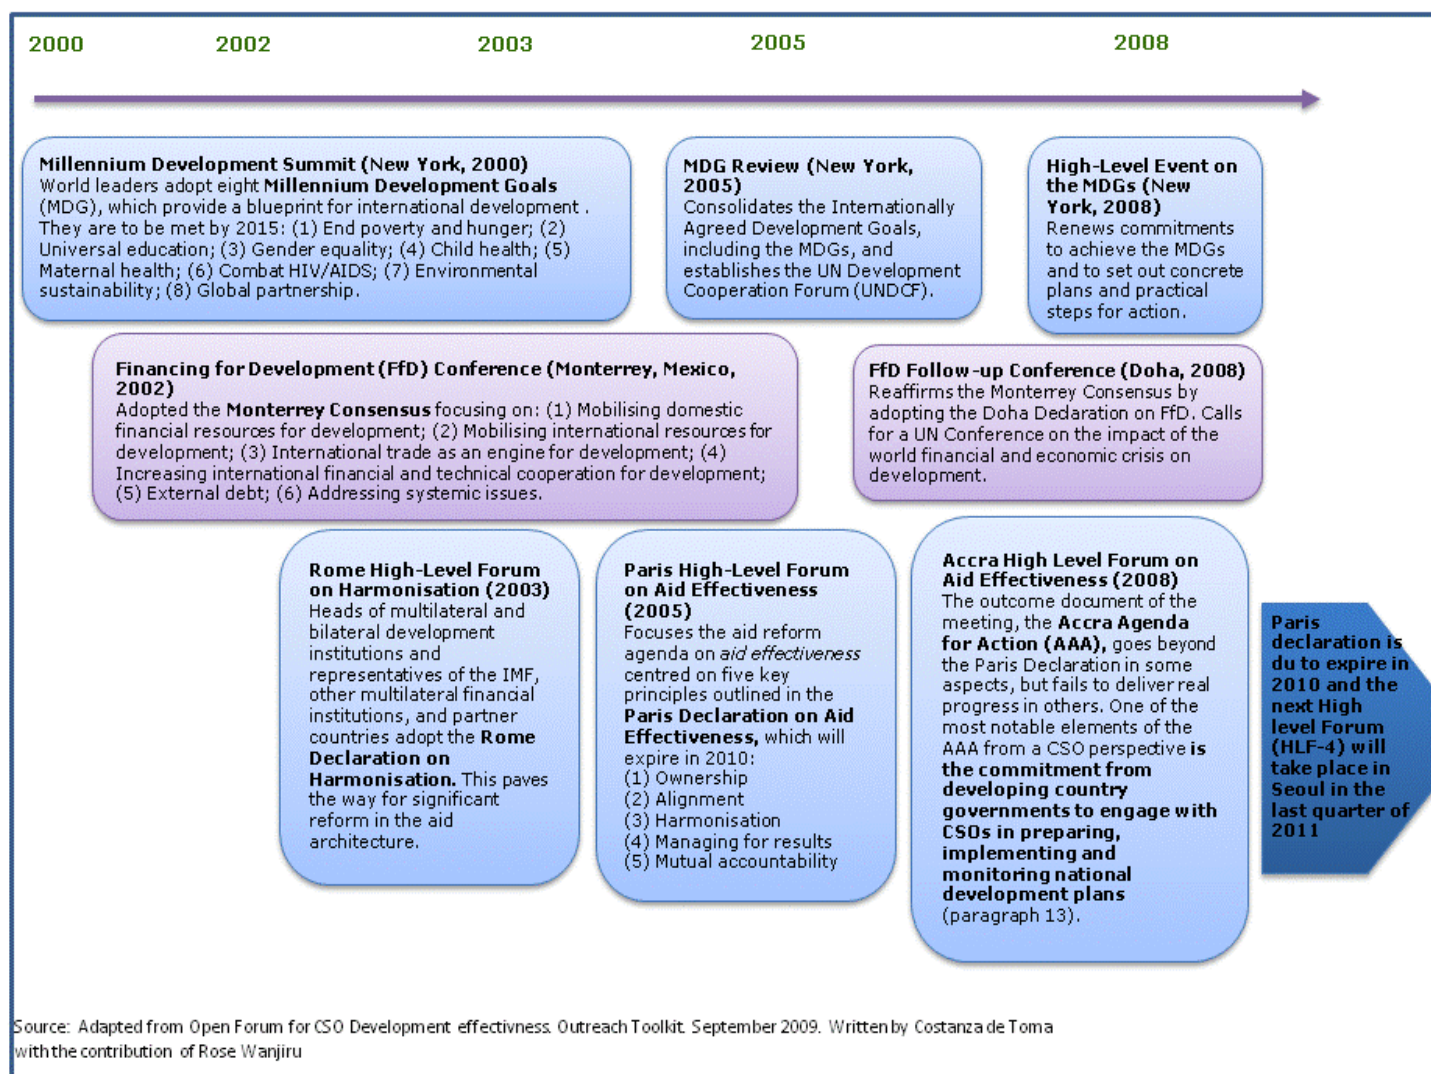 2000 2002 2003 2005 2008
Millennium Development Summit (New York, 2000)
World leaders adopt eight Millennium Development Goals
(MDG), which provide a blueprint for international development .
They are to be met by 2015: (1) End poverty and hunger; (2)
Universal education; (3) Gender equality; (4) Child health; (5)
Maternal health; (6) Combat HIV/AIDS; (7) Environmental
sustainability; (8) Global partnership.
MDG Review (New York,
2005)
Consolidates the Internationally
Agreed Development Goals,
including the MDGs, and
establishes the UN Development
Cooperation Forum (UNDCF).
High-Level Event on
the MDGs (New
York, 2008)
Renews commitments
to achieve the MDGs
and to set out concrete
plans and practical
steps for action.
Financing for Development (FfD) Conference (Monterrey, Mexico,
2002)
Adopted the Monterrey Consensus focusing on: (1) Mobilising domestic
financial resources for development; (2) Mobilising international resources for
development; (3) International trade as an engine for development; (4)
Increasing international financial and technical cooperation for development;
(5) External debt; (6) Addressing systemic issues.
FfD Follow-up Conference (Doha, 2008)
Reaffirms the Monterrey Consensus by
adopting the Doha Declaration on FfD. Calls
for a UN Conference on the impact of the
world financial and economic crisis on
development.
Rome High-Level Forum
on Harmonisation (2003)
Heads of multilateral and
bilateral development
institutions and
representatives of the IMF,
other multilateral financial
institutions, and partner
countries adopt the Rome
Declaration on
Harmonisation. This paves
the way for significant
reform in the aid
architecture.
Paris High-Level Forum
on Aid Effectiveness
(2005)
Focuses the aid reform
agenda on aid effectiveness
centred on five key
principles outlined in the
Paris Declaration on Aid
Effectiveness, which will
expire in 2010:
(1) Ownership
(2) Alignment
(3) Harmonisation
(4) Managing for results
(5) Mutual accountability
Accra High Level Forum on
Aid Effectiveness (2008)
The outcome document of the
meeting, the Accra Agenda
for Action (AAA), goes beyond
the Paris Declaration in some
aspects, but fails to deliver real
progress in others. One of the
most notable elements of the
AAA from a CSO perspective is
the commitment from
developing country
governments to engage with
CSOs in preparing,
implementing and
monitoring national
development plans
(paragraph 13).
Paris
declaration is
du to expire in
2010 and the
next High
level Forum
(HLF-4) will
take place in
Seoul in the
last quarter of
2011
Source: Adapted from Open Forum for CSO Development effectivness. Outreach Toolkit. September 2009. Written by Costanza de Toma
with the contribution of Rose Wanjiru